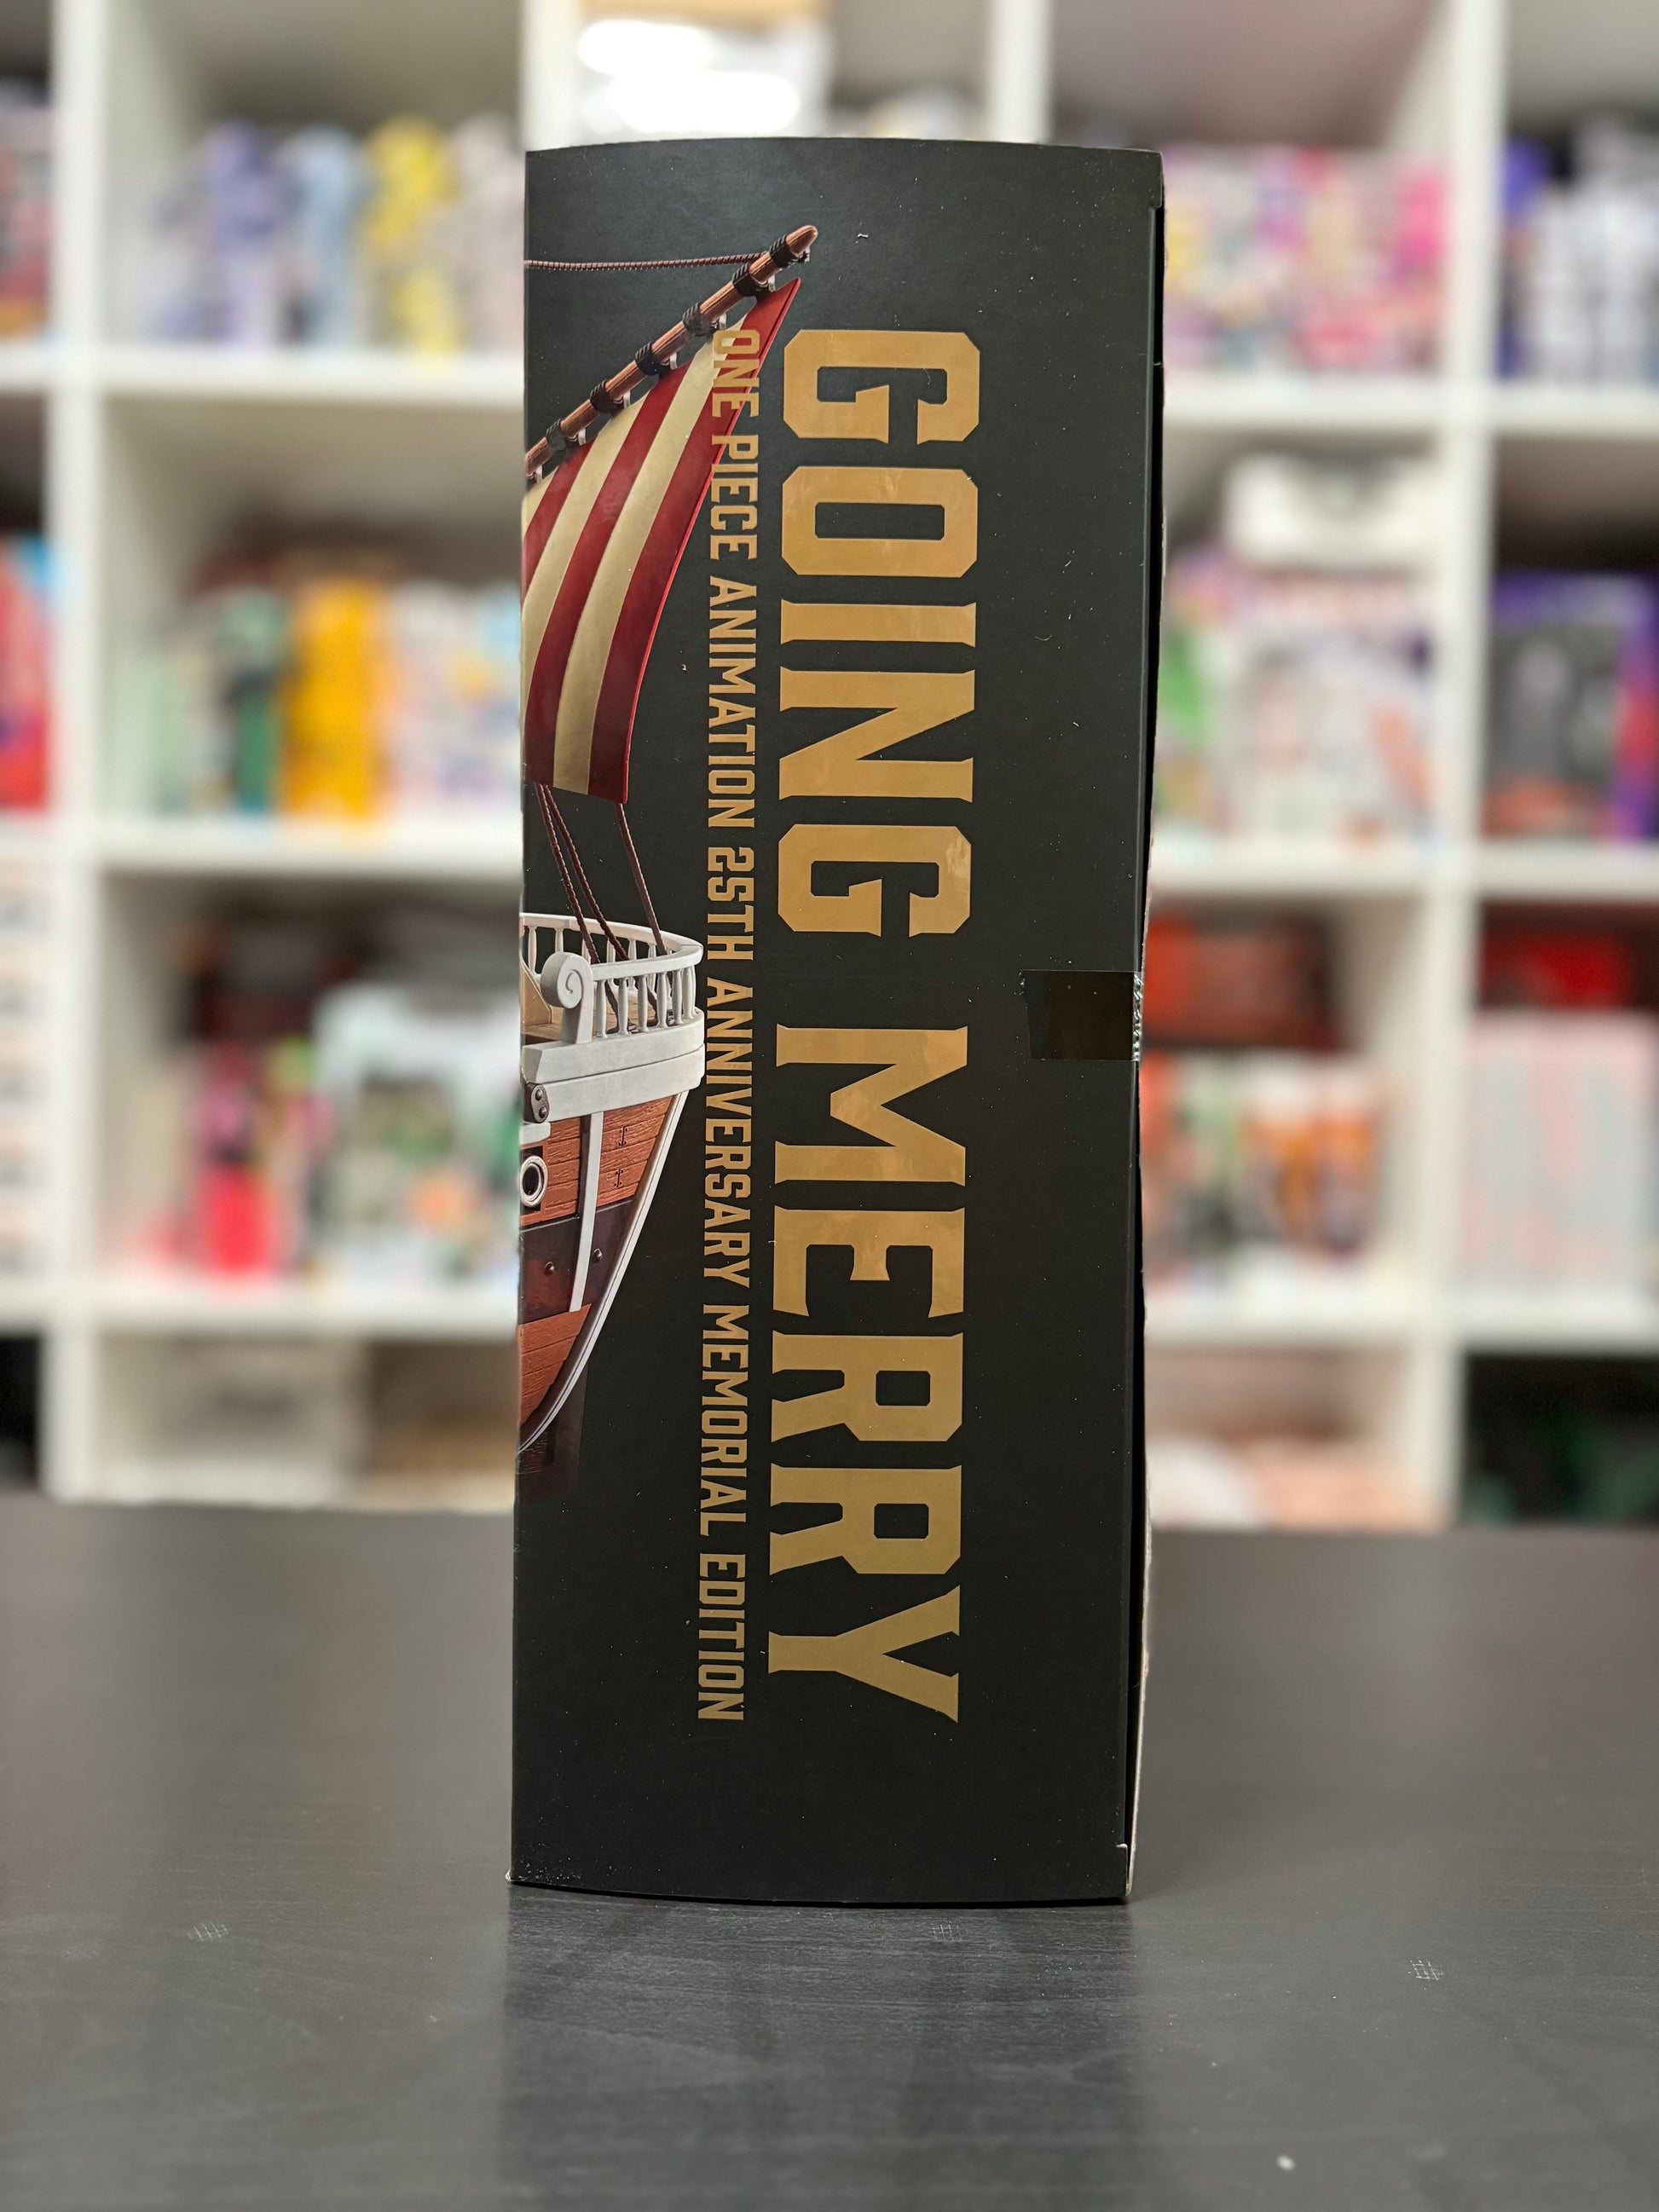 GOING MERRY
ONE PIECE ANIMATION 25TH ANNIVERSARY MEMORIAL EDITION